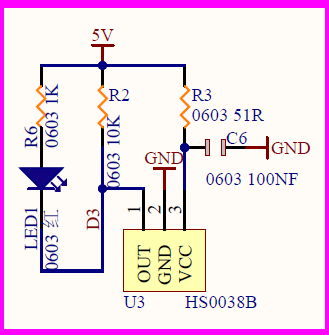 5V
R6
0603 1K
R2
0603 10K
R3
0603 51R
C6
GND
GND
0603 100NF
LED1
0603 红
D3
1
2
3
OUT
GND
VCC
U3
HS0038B